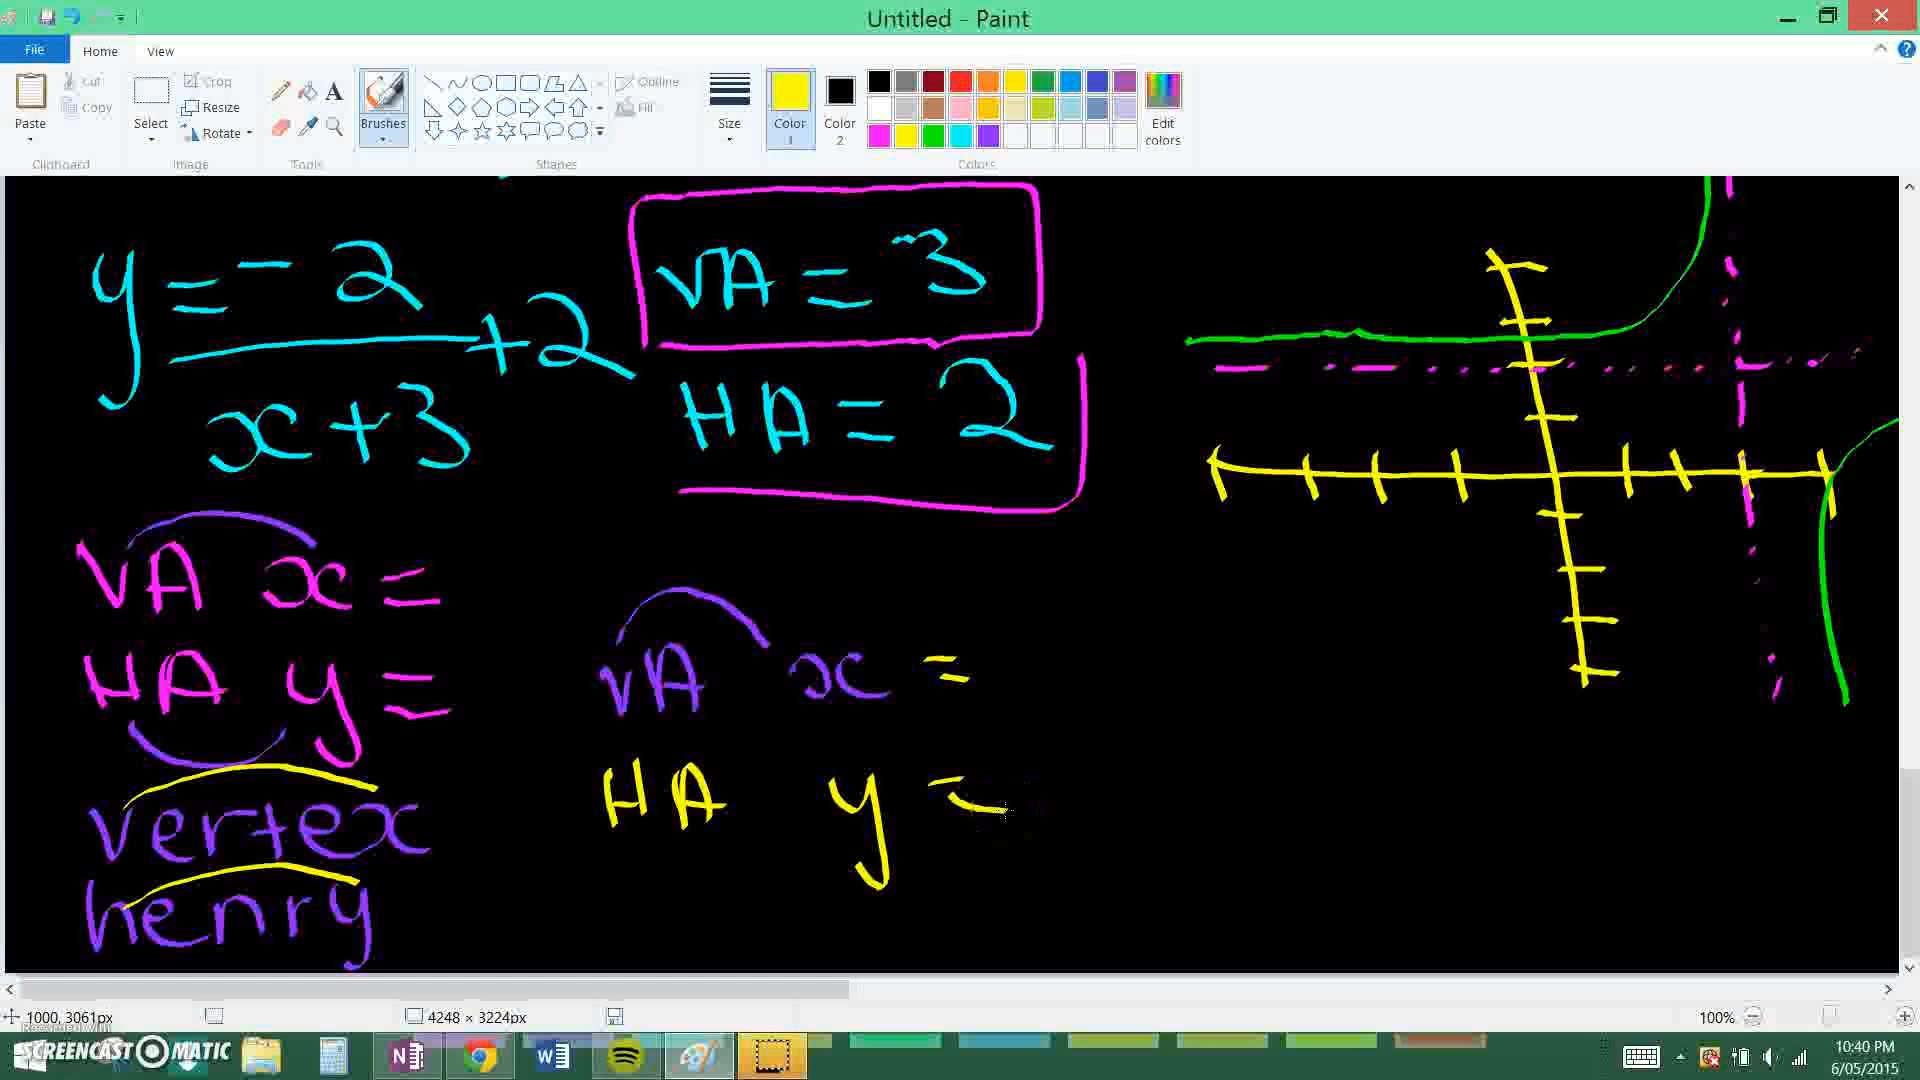 Untitled - Paint
File Home View
Paste Cut Copy Select Crop Resize Rotate A Brushes Outline Fill Size Color 1 Color 2 Edit colors
Clipboard Image Tools Shapes Colors
y = -2 / x + 3 + 2
VA = 3
HA = 2
VA x =
HA y =
vertex
henry
VA x =
HA y =
1000, 3061px 4248 × 3224px 100%
SCREENCAST MATIC
10:40 PM
6/05/2015